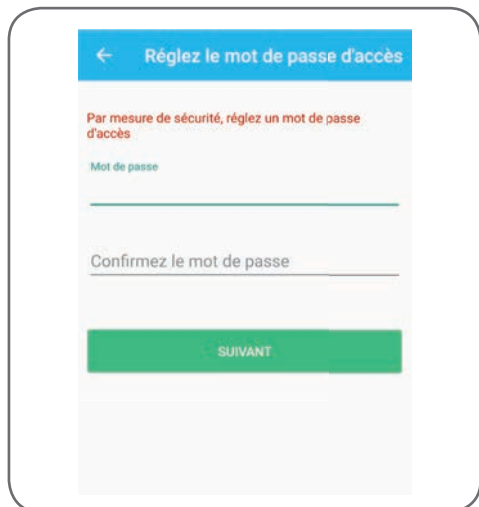 Réglez le mot de passe d'accès
Par mesure de sécurité, réglez un mot de passe
d'accès
Mot de passe
Confirmez le mot de passe
SUIVANT